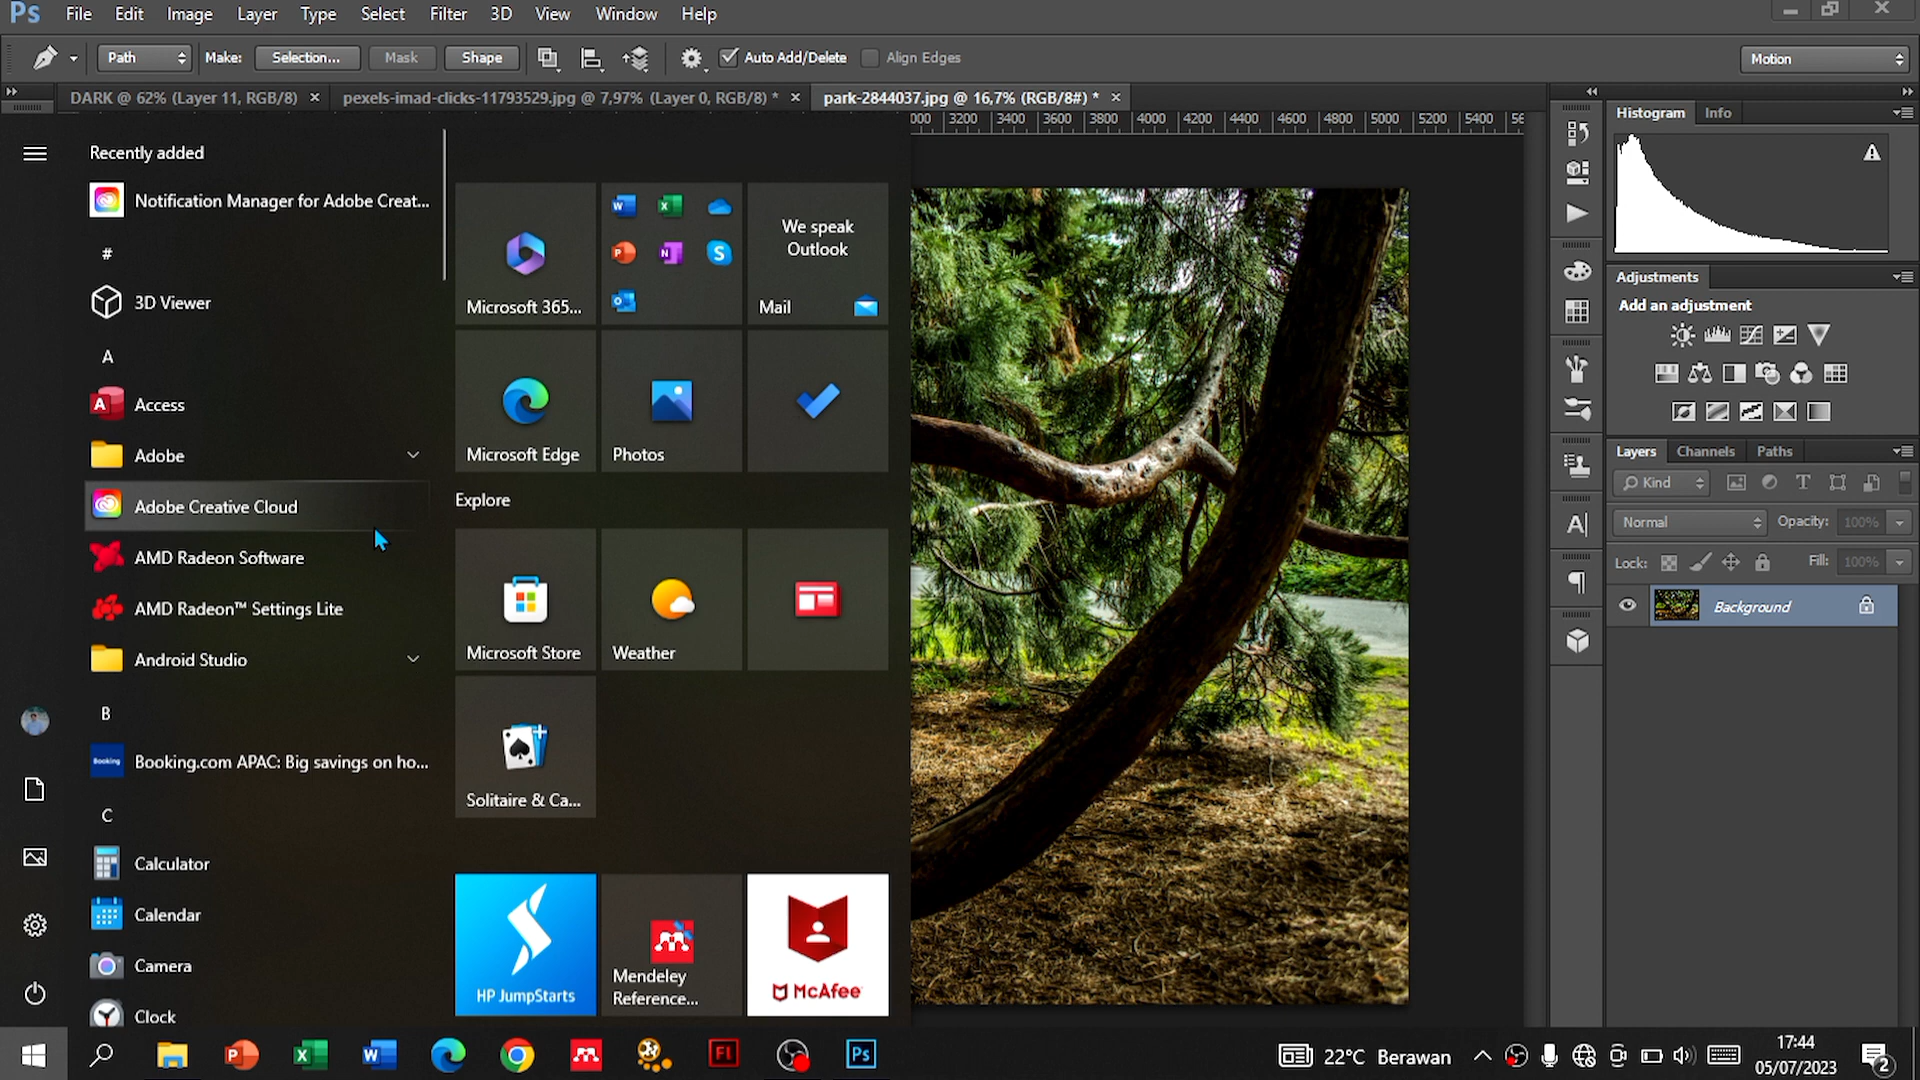 Ps File Edit Image Layer Type Select Filter 3D View Window Help
Path Make: Selection... Mask Shape Auto Add/Delete Align Edges Motion
DARK @ 62% (Layer 11, RGB/8) × pexels-imad-clicks-11793529.jpg @ 7,97% (Layer 0, RGB/8) * × park-2844037.jpg @ 16,7% (RGB/8#) * ×
3200 3400 3600 3800 4000 4200 4400 4600 4800 5000 5200 5400
Recently added
Notification Manager for Adobe Creat...
#
3D Viewer
A
Access
Adobe
Adobe Creative Cloud
AMD Radeon Software
AMD Radeon™ Settings Lite
Android Studio
B
Booking
Booking.com APAC: Big savings on ho...
C
Calculator
Calendar
Camera
Clock
Microsoft 365...
We speak
Outlook
Mail
Microsoft Edge
Photos
Explore
Microsoft Store
Weather
Solitaire & Ca...
HP JumpStarts
Mendeley
Reference...
McAfee
Histogram Info
Adjustments
Add an adjustment
Layers Channels Paths
Kind
Normal Opacity: 100%
Lock: Fill: 100%
Background
22°C Berawan
17:44
05/07/2023
2